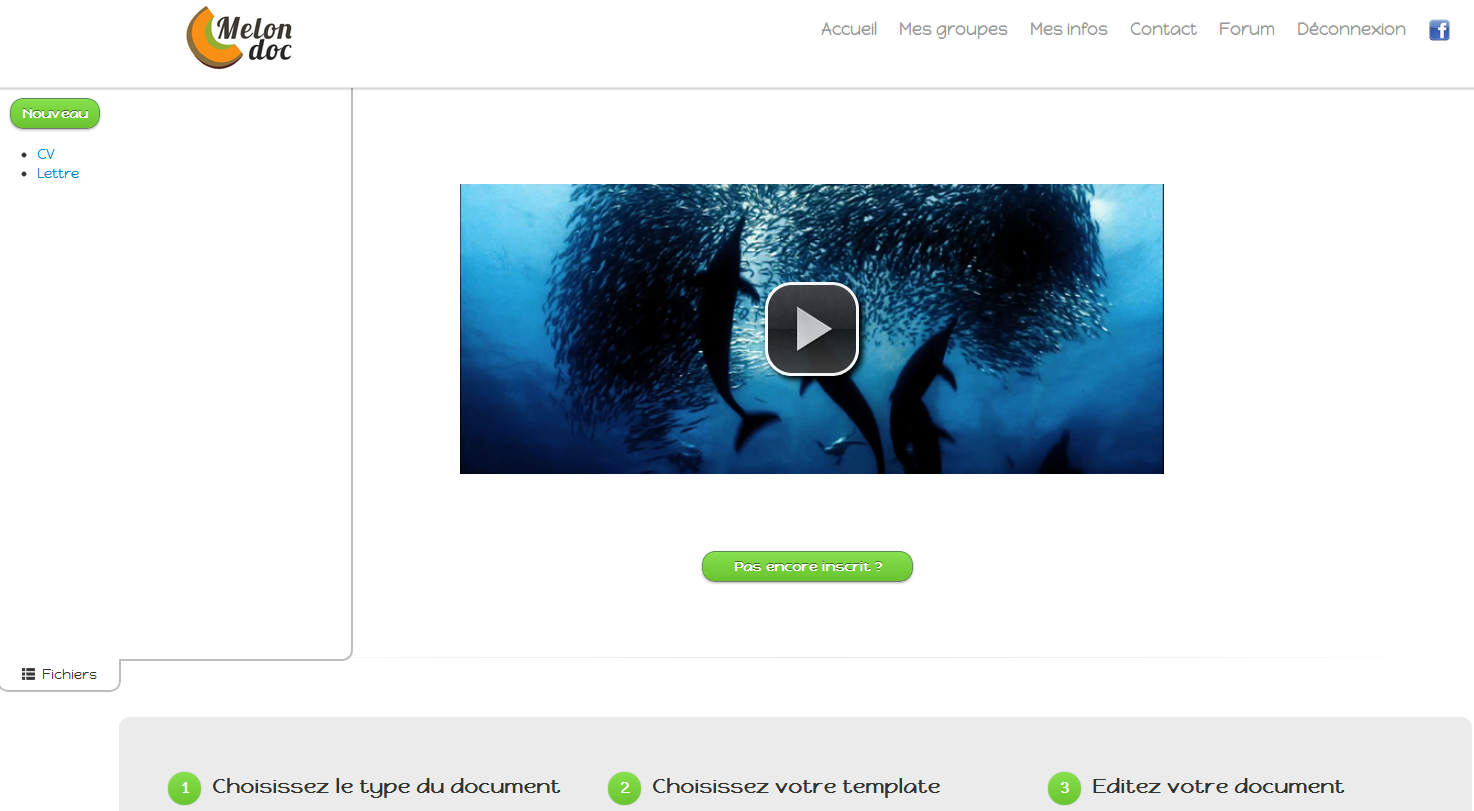 Melon
doc
Accueil Mes groupes Mes infos Contact Forum Déconnexion f
Nouveau
CV
Lettre
Pas encore inscrit ?
Fichiers
1 Choisissez le type du document 2 Choisissez votre template 3 Editez votre document